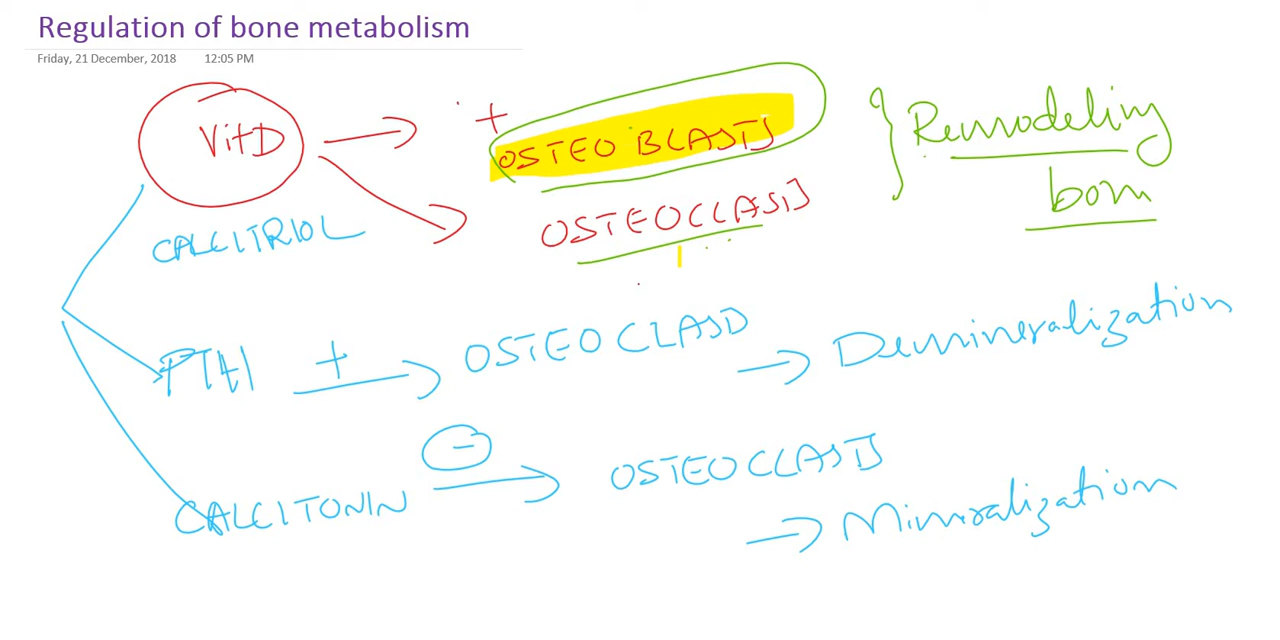 Regulation of bone metabolism
Friday, 21 December, 2018 12:05 PM
VitD → + OSTEOBLASTS } Remodeling
→ OSTEOCLASTS bone
CALCITRIOL
PTH + → OSTEOCLASD → Demineralization
CALCITONIN - → OSTEOCLASTS
→ Mineralization